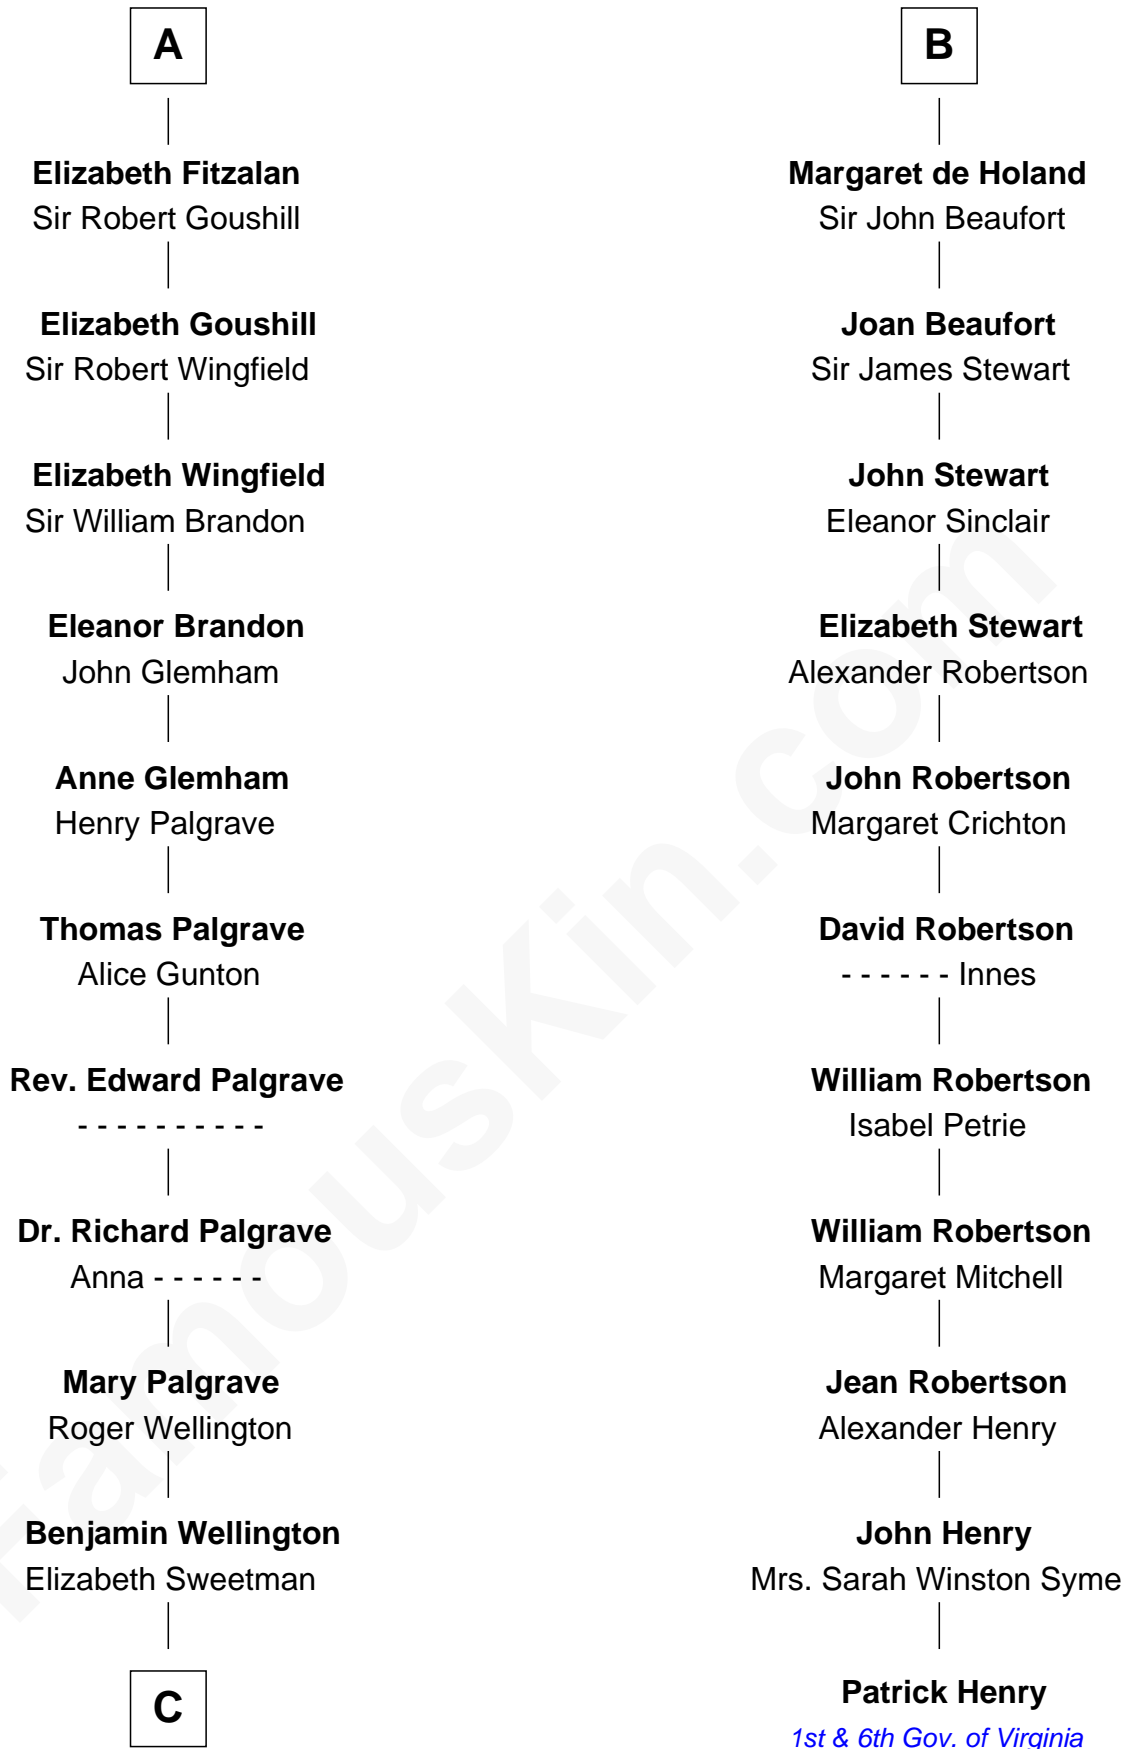 A
Elizabeth Fitzalan
Sir Robert Goushill
Elizabeth Goushill
Sir Robert Wingfield
Elizabeth Wingfield
Sir William Brandon
Eleanor Brandon
John Glemham
Anne Glemham
Henry Palgrave
Thomas Palgrave
Alice Gunton
Rev. Edward Palgrave
- - - - - - - - - -
Dr. Richard Palgrave
Anna - - - - - -
Mary Palgrave
Roger Wellington
Benjamin Wellington
Elizabeth Sweetman
C
B
Margaret de Holand
Sir John Beaufort
Joan Beaufort
Sir James Stewart
John Stewart
Eleanor Sinclair
Elizabeth Stewart
Alexander Robertson
John Robertson
Margaret Crichton
David Robertson
- - - - - - Innes
William Robertson
Isabel Petrie
William Robertson
Margaret Mitchell
Jean Robertson
Alexander Henry
John Henry
Mrs. Sarah Winston Syme
Patrick Henry
1st & 6th Gov. of Virginia
FamousKin.com